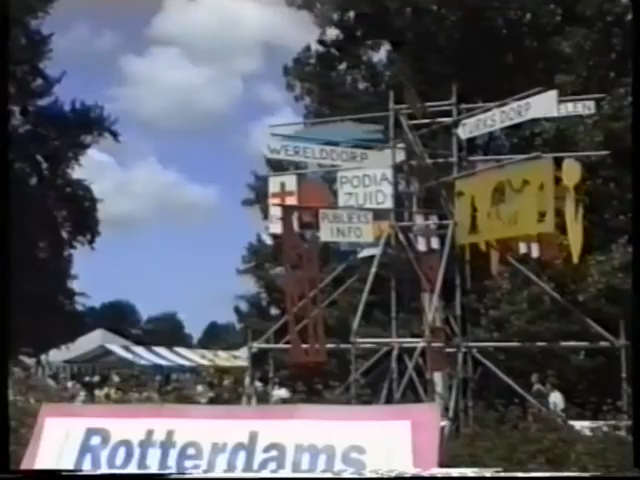 TURKS DORP
ELEN
WERELDDORP
PODIA
ZUID
PUBLIEKS
INFO
Rotterdams